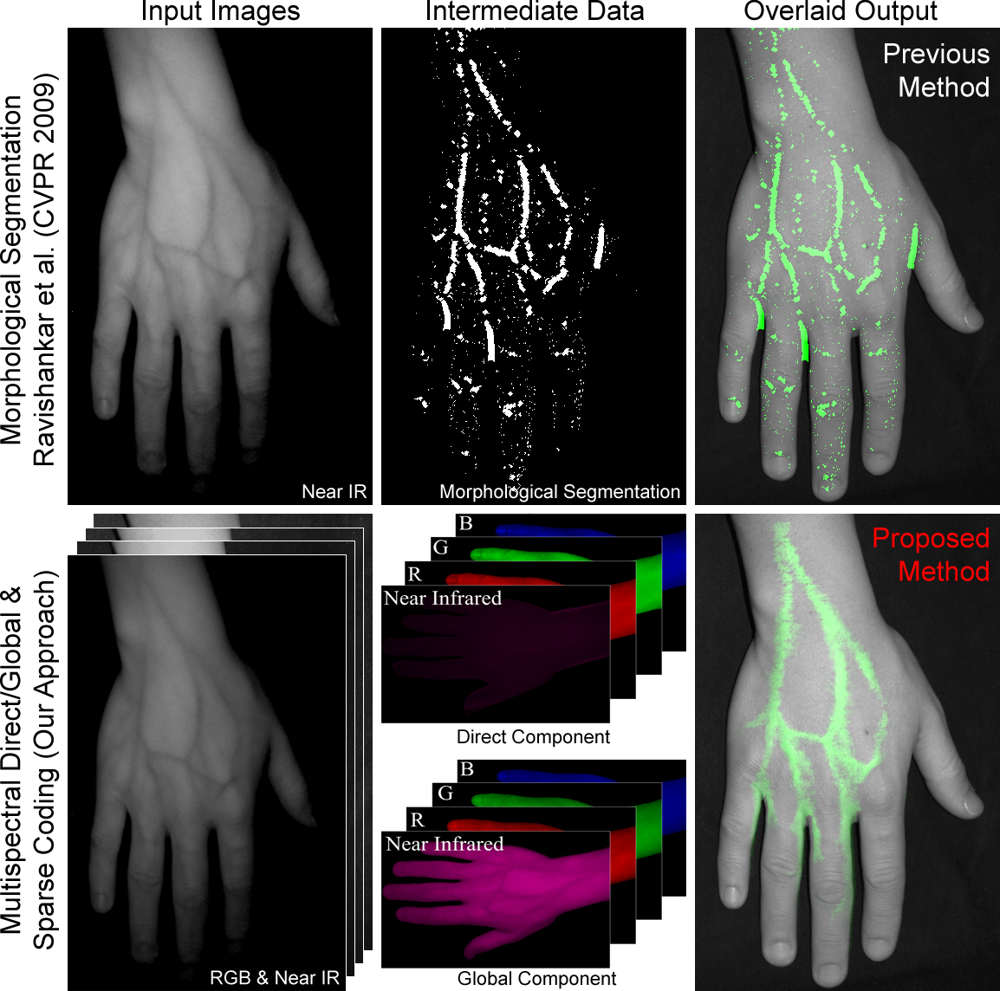 Input Images
Intermediate Data
Overlaid Output
Morphological Segmentation
Ravishankar et al. (CVPR 2009)
Near IR
Morphological Segmentation
Previous
Method
Multispectral Direct/Global &
Sparse Coding (Our Approach)
RGB & Near IR
B
G
R
Near Infrared
Direct Component
B
G
R
Near Infrared
Global Component
Proposed
Method